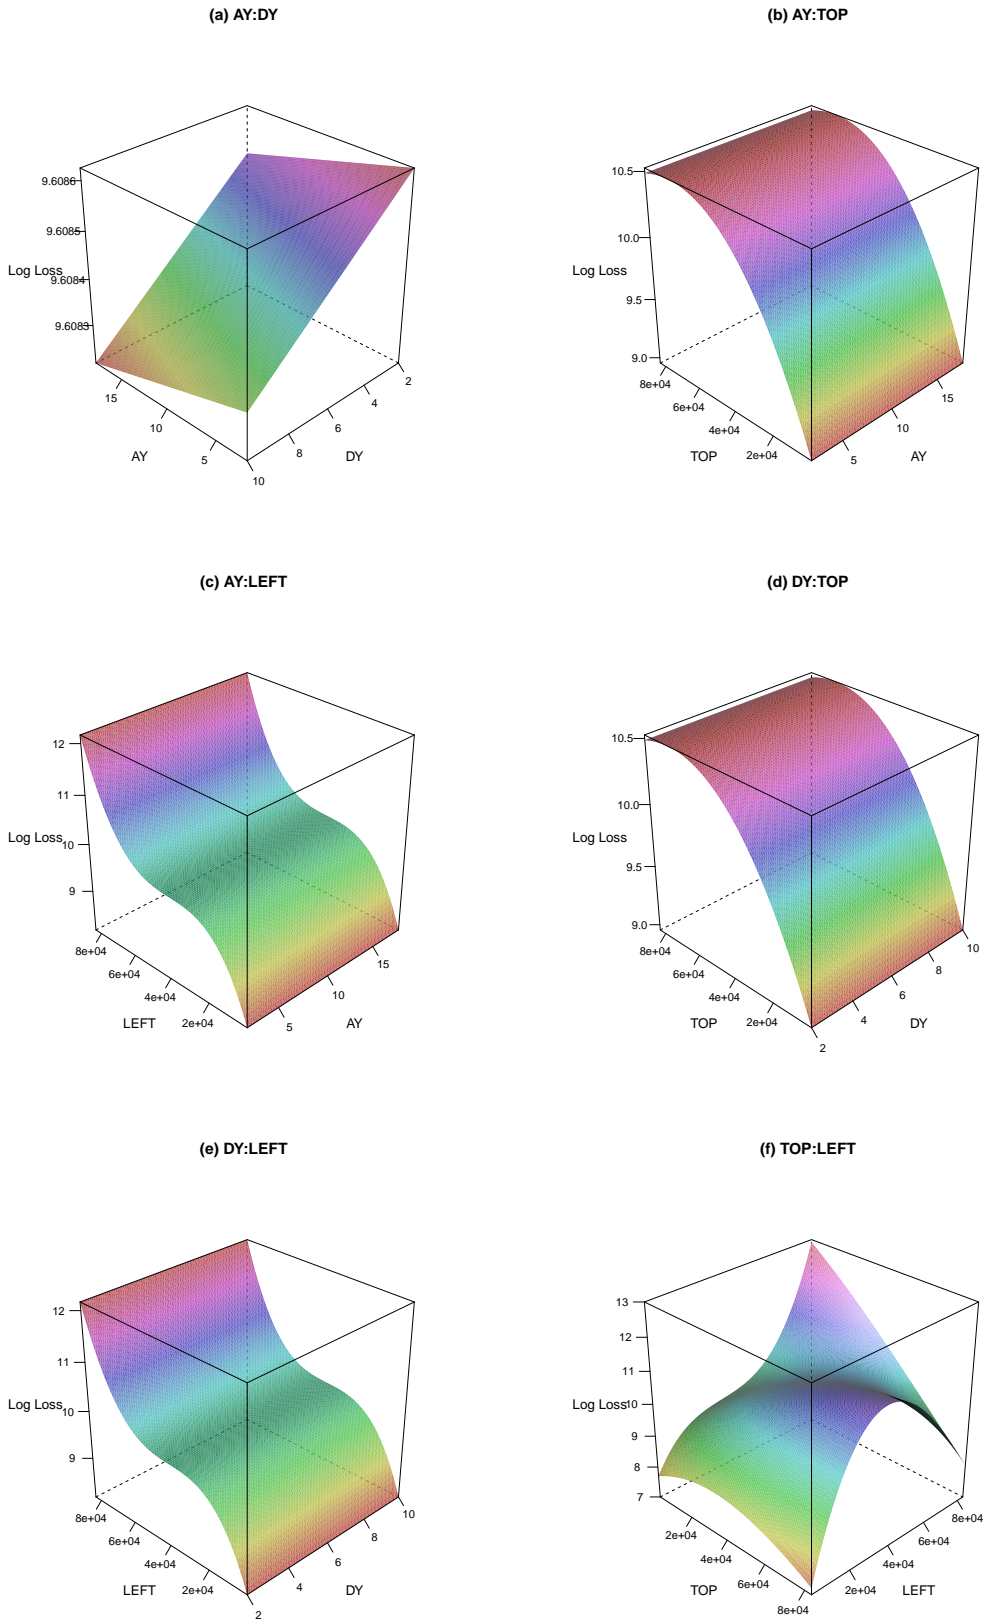 (a) AY:DY
9.6086
9.6085
Log Loss
9.6084
9.6083
15
10
5
AY
2
4
6
8
10
DY
(b) AY:TOP
10.5
10.0
Log Loss
9.5
9.0
8e+04
6e+04
4e+04
2e+04
TOP
15
10
5
AY
(c) AY:LEFT
12
11
Log Loss
10
9
8e+04
6e+04
4e+04
2e+04
LEFT
15
10
5
AY
(d) DY:TOP
10.5
10.0
Log Loss
9.5
9.0
8e+04
6e+04
4e+04
2e+04
TOP
10
8
6
4
2
DY
(e) DY:LEFT
12
11
Log Loss
10
9
8e+04
6e+04
4e+04
2e+04
LEFT
10
8
6
4
2
DY
(f) TOP:LEFT
13
12
11
Log Loss
10
9
8
7
2e+04
4e+04
6e+04
8e+04
TOP
8e+04
6e+04
4e+04
2e+04
LEFT